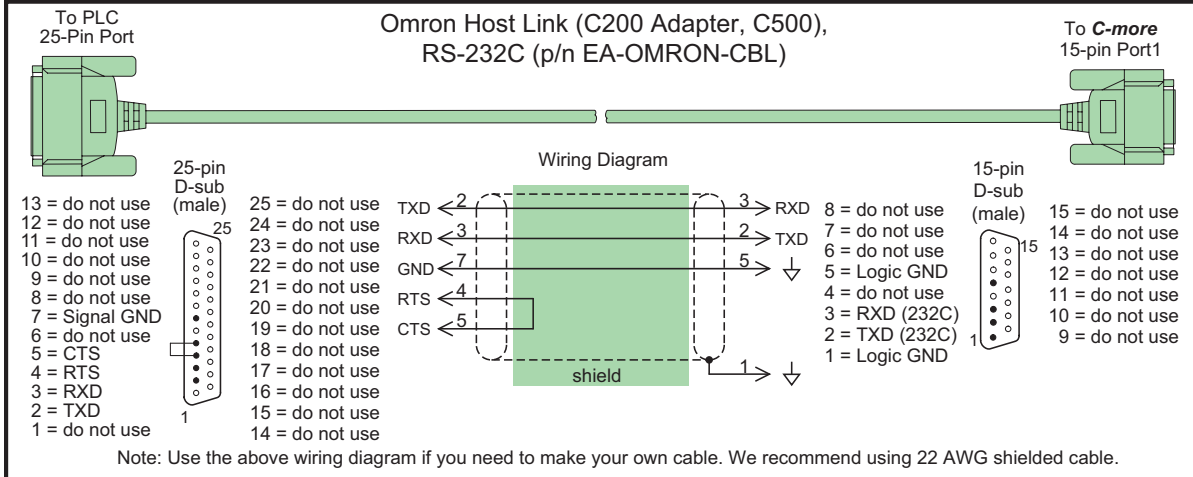 To PLC
25-Pin Port
Omron Host Link (C200 Adapter, C500),
RS-232C (p/n EA-OMRON-CBL)
To C-more
15-pin Port1
Wiring Diagram
25-pin
D-sub
(male)
13 = do not use
12 = do not use
11 = do not use
10 = do not use
9 = do not use
8 = do not use
7 = Signal GND
6 = do not use
5 = CTS
4 = RTS
3 = RXD
2 = TXD
1 = do not use
25
1
25 = do not use
24 = do not use
23 = do not use
22 = do not use
21 = do not use
20 = do not use
19 = do not use
18 = do not use
17 = do not use
16 = do not use
15 = do not use
14 = do not use
TXD 2 3 RXD
RXD 3 2 TXD
GND 7 5
RTS 4
CTS 5
shield
1
8 = do not use
7 = do not use
6 = do not use
5 = Logic GND
4 = do not use
3 = RXD (232C)
2 = TXD (232C)
1 = Logic GND
15-pin
D-sub
(male)
15
1
15 = do not use
14 = do not use
13 = do not use
12 = do not use
11 = do not use
10 = do not use
9 = do not use
Note: Use the above wiring diagram if you need to make your own cable. We recommend using 22 AWG shielded cable.